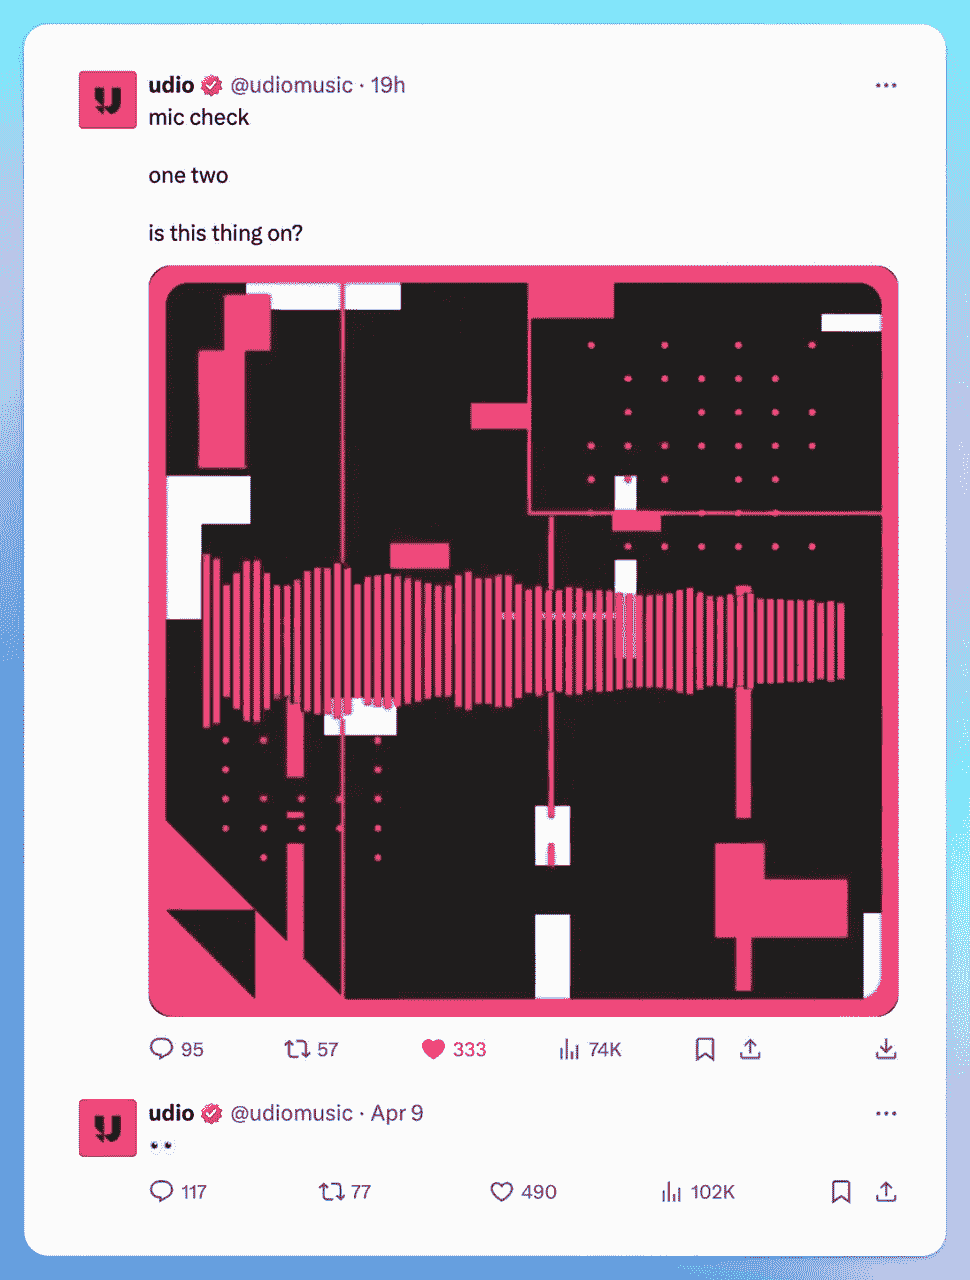 udio @udiomusic · 19h
mic check
one two
is this thing on?
95 57 333 74K
udio @udiomusic · Apr 9
👀
117 77 490 102K